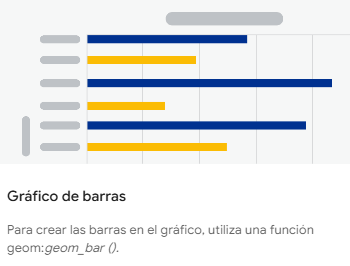 Gráfico de barras
Para crear las barras en el gráfico, utiliza una función
geom:geom_bar ().